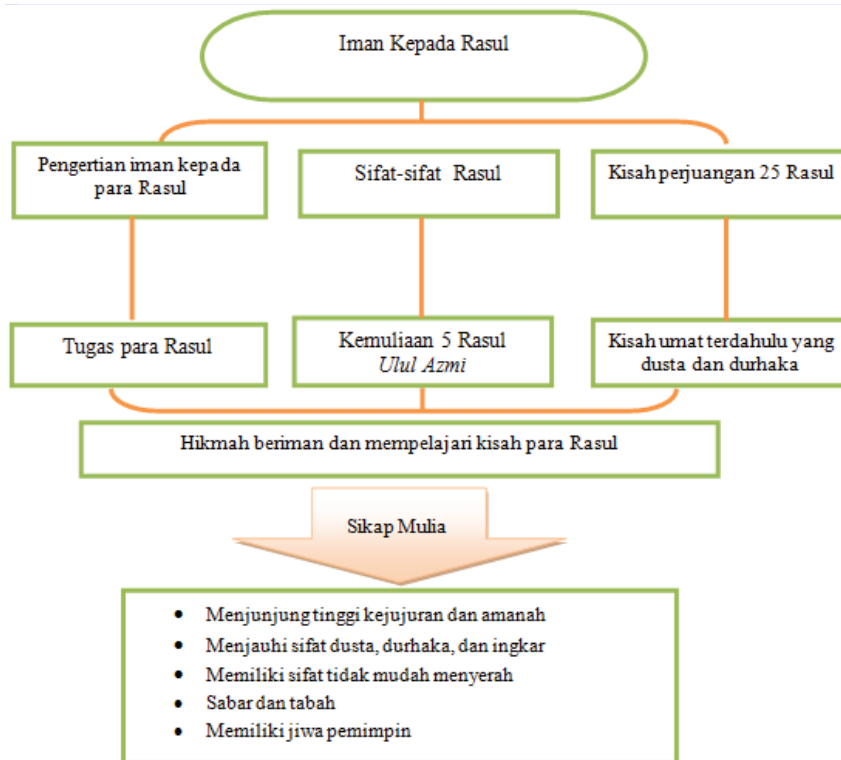 Iman Kepada Rasul
Pengertian iman kepada
para Rasul
Sifat-sifat Rasul
Kisah perjuangan 25 Rasul
Tugas para Rasul
Kemuliaan 5 Rasul
Ulul Azmi
Kisah umat terdahulu yang
dusta dan durhaka
Hikmah beriman dan mempelajari kisah para Rasul
Sikap Mulia
• Menjunjung tinggi kejujuran dan amanah
• Menjauhi sifat dusta, durhaka, dan ingkar
• Memiliki sifat tidak mudah menyerah
• Sabar dan tabah
• Memiliki jiwa pemimpin